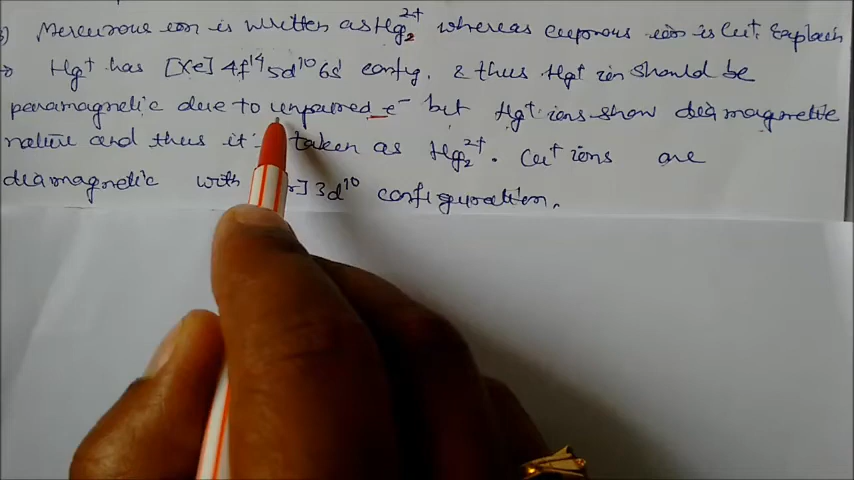 Mercurous ion is written as Hg₂²⁺ whereas cuprous ion is Cu⁺. Explain
Hg⁺ has [Xe] 4f¹⁴ 5d¹⁰ 6s¹ config. & thus Hg⁺ ion should be
paramagnetic due to unpaired e⁻ but Hg⁺ ions show diamagnetic
nature and thus it taken as Hg₂²⁺. Cu⁺ ions are
diamagnetic with ] 3d¹⁰ configuration.